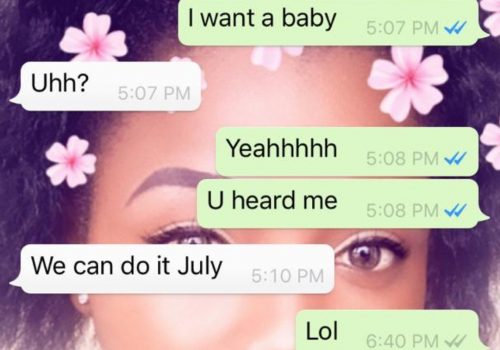 I want a baby
5:07 PM
Uhh?
5:07 PM
Yeahhhhh
5:08 PM
U heard me
5:08 PM
We can do it July
5:10 PM
Lol
6:40 PM